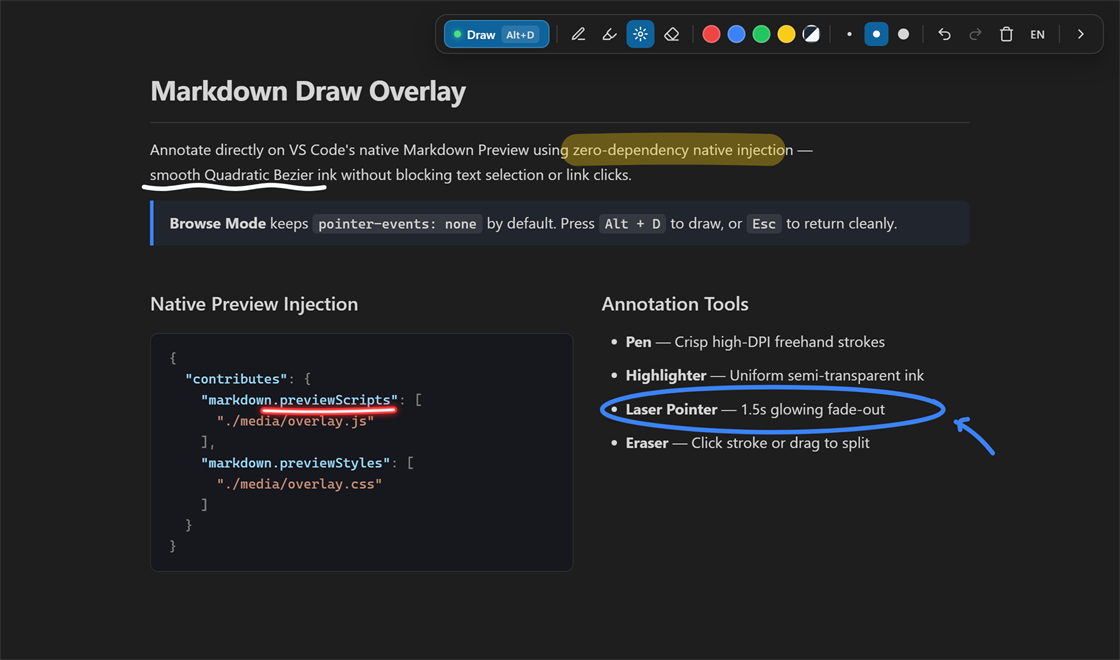 Draw Alt+D EN
Markdown Draw Overlay
Annotate directly on VS Code's native Markdown Preview using zero-dependency native injection —
smooth Quadratic Bezier ink without blocking text selection or link clicks.
Browse Mode keeps pointer-events: none by default. Press Alt + D to draw, or Esc to return cleanly.
Native Preview Injection
{
"contributes": {
"markdown.previewScripts": [
"./media/overlay.js"
],
"markdown.previewStyles": [
"./media/overlay.css"
]
}
}
Annotation Tools
• Pen — Crisp high-DPI freehand strokes
• Highlighter — Uniform semi-transparent ink
• Laser Pointer — 1.5s glowing fade-out
• Eraser — Click stroke or drag to split